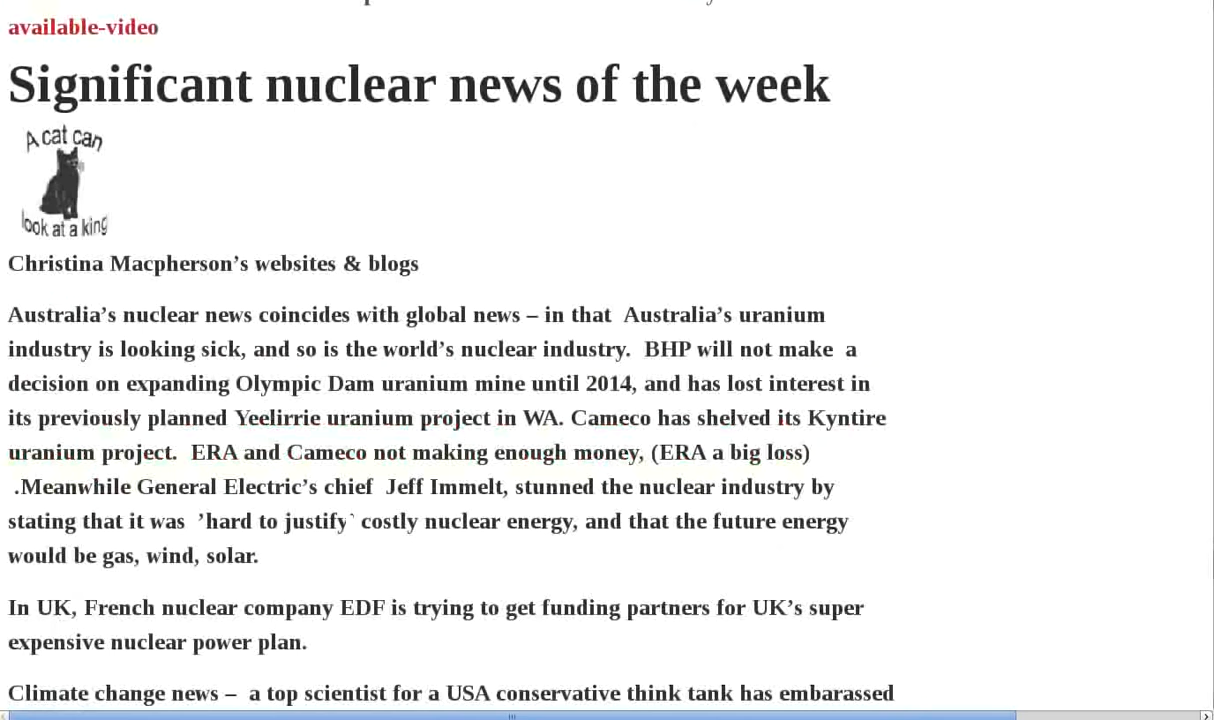 available-video
Significant nuclear news of the week
A cat can
look at a king
Christina Macpherson’s websites & blogs
Australia’s nuclear news coincides with global news – in that  Australia’s uranium
industry is looking sick, and so is the world’s nuclear industry.  BHP will not make  a
decision on expanding Olympic Dam uranium mine until 2014, and has lost interest in
its previously planned Yeelirrie uranium project in WA. Cameco has shelved its Kyntire
uranium project.  ERA and Cameco not making enough money, (ERA a big loss)
.Meanwhile General Electric’s chief  Jeff Immelt, stunned the nuclear industry by
stating that it was  ’hard to justify` costly nuclear energy, and that the future energy
would be gas, wind, solar.
In UK, French nuclear company EDF is trying to get funding partners for UK’s super
expensive nuclear power plan.
Climate change news –  a top scientist for a USA conservative think tank has embarassed